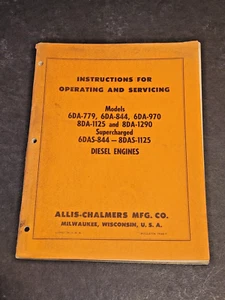 INSTRUCTIONS FOR
OPERATING AND SERVICING
Models
6DA-779, 6DA-844, 6DA-970
8DA-1125 and 8DA-1290
Supercharged
6DAS-844 — 8DAS-1125
DIESEL ENGINES
ALLIS-CHALMERS MFG. CO.
MILWAUKEE, WISCONSIN, U. S. A.